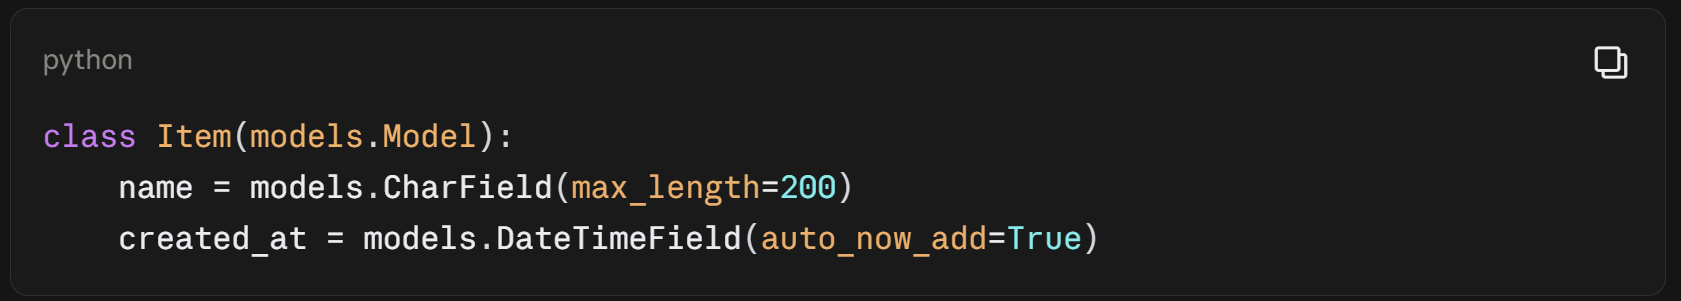 python
class Item(models.Model):
    name = models.CharField(max_length=200)
    created_at = models.DateTimeField(auto_now_add=True)